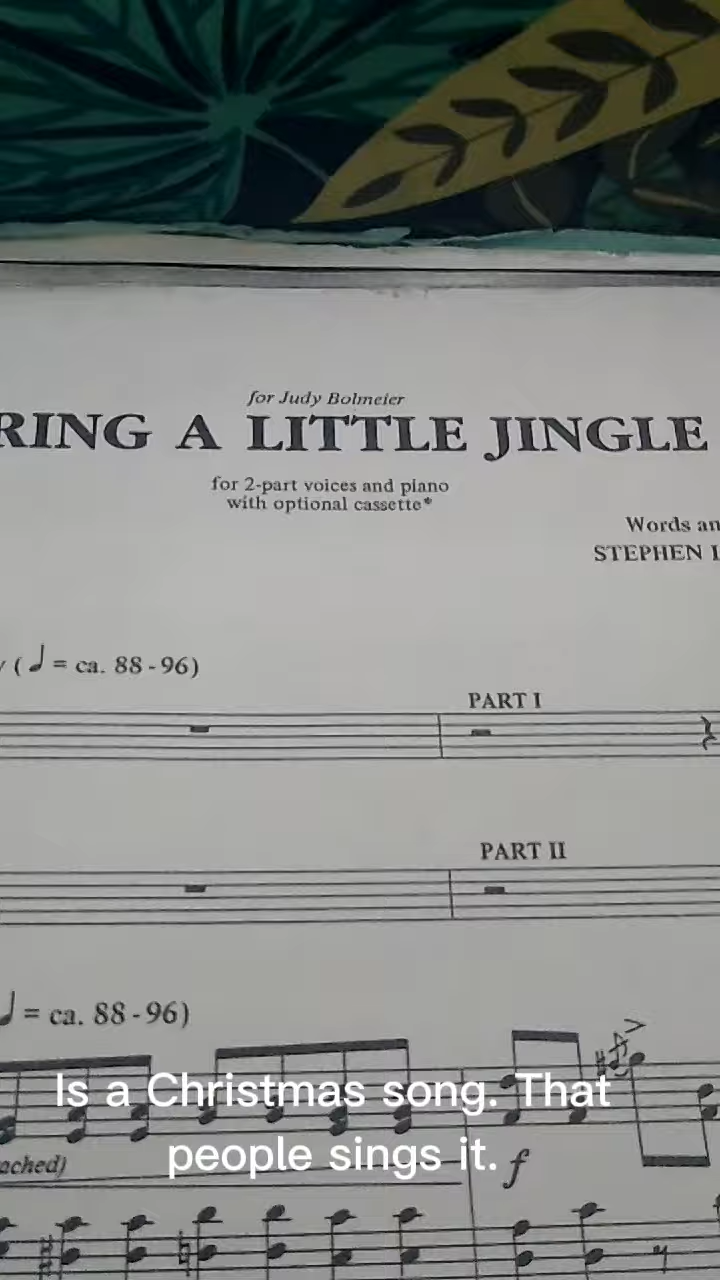 for Judy Bolmeier
RING A LITTLE JINGLE
for 2-part voices and piano
with optional cassette*
Words an
STEPHEN L
y (♩ = ca. 88-96)
PART I
PART II
♩ = ca. 88-96)
Is a Christmas song. That
people sings it.
ached)
f